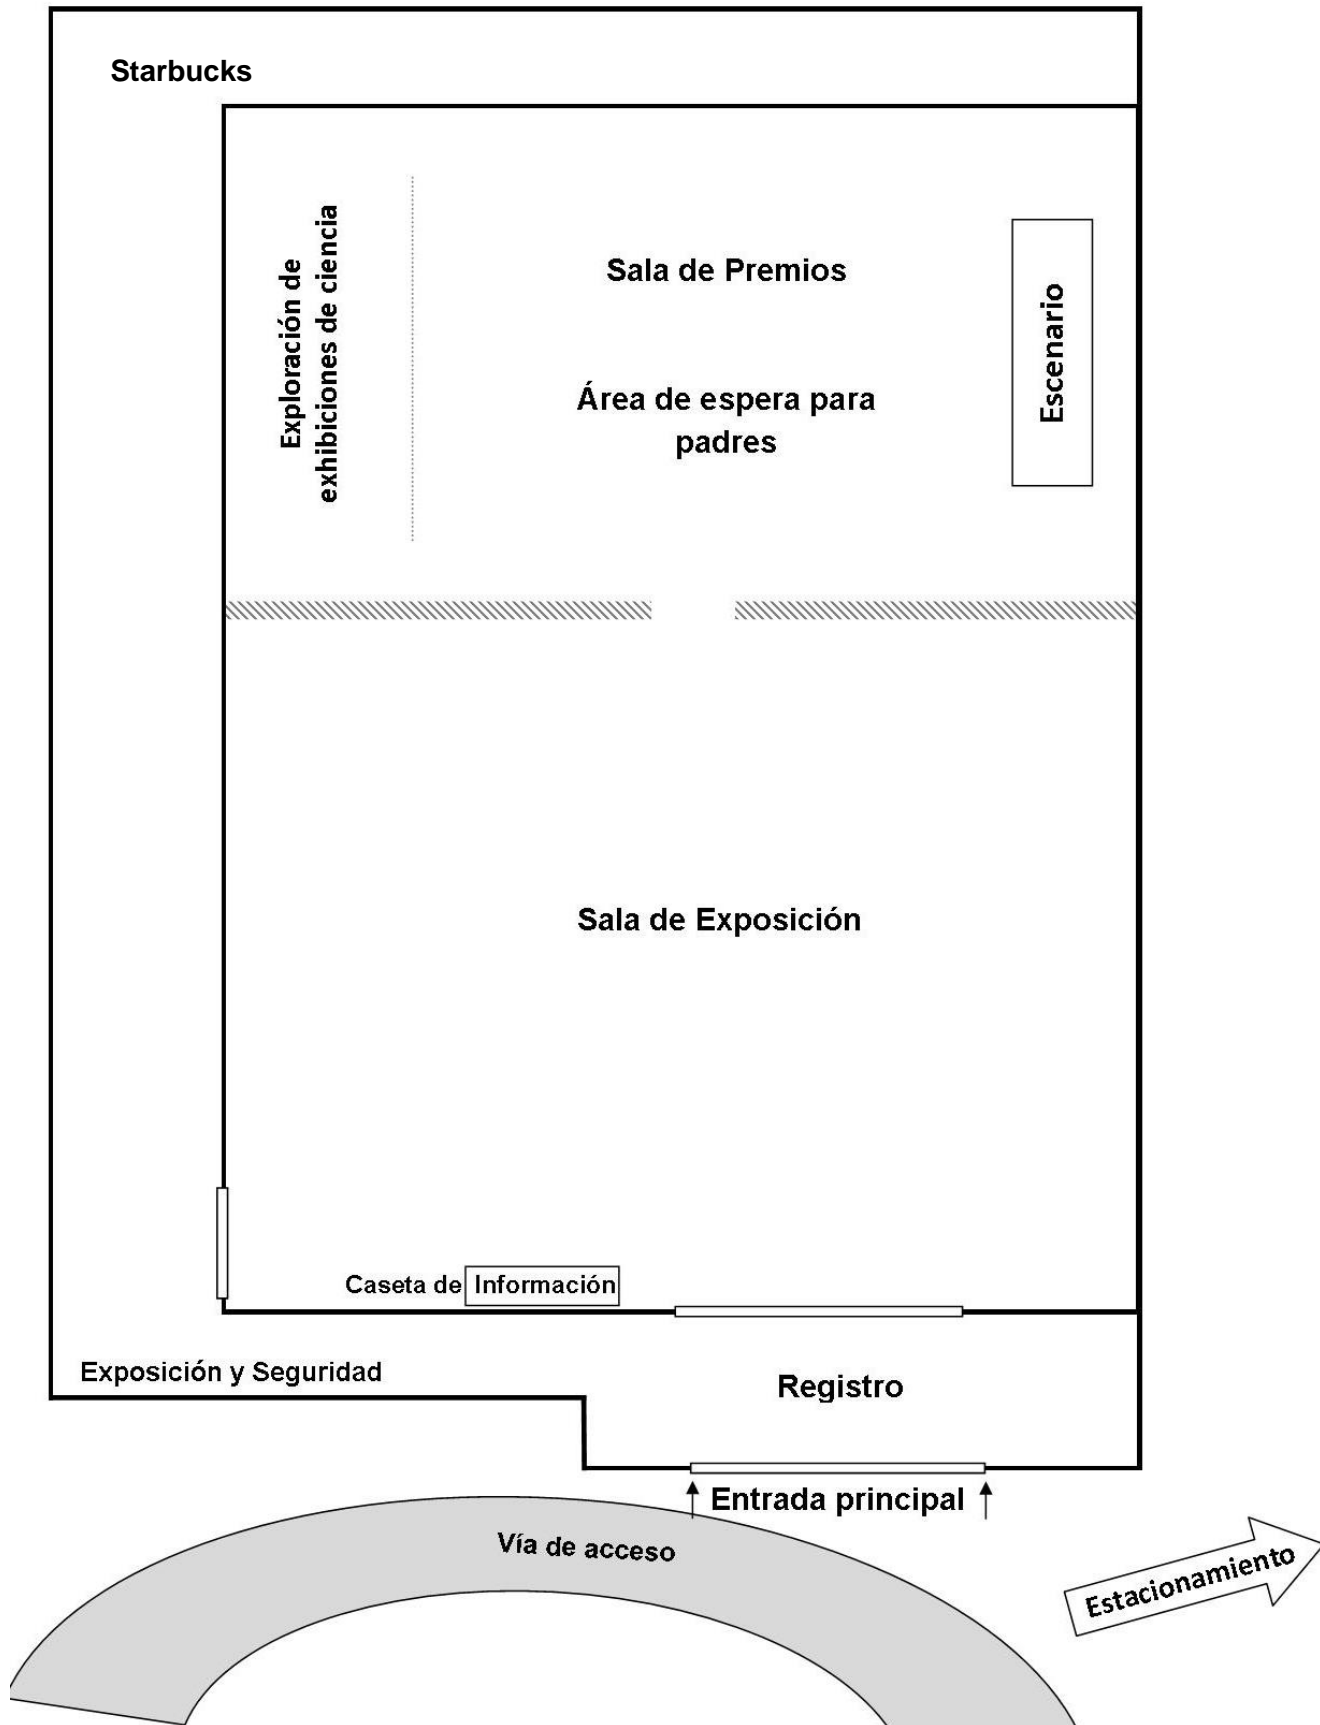 Starbucks
Exploración de
exhibiciones de ciencia
Sala de Premios
Área de espera para
padres
Escenario
Sala de Exposición
Caseta de Información
Exposición y Seguridad
Registro
Entrada principal
Vía de acceso
Estacionamiento